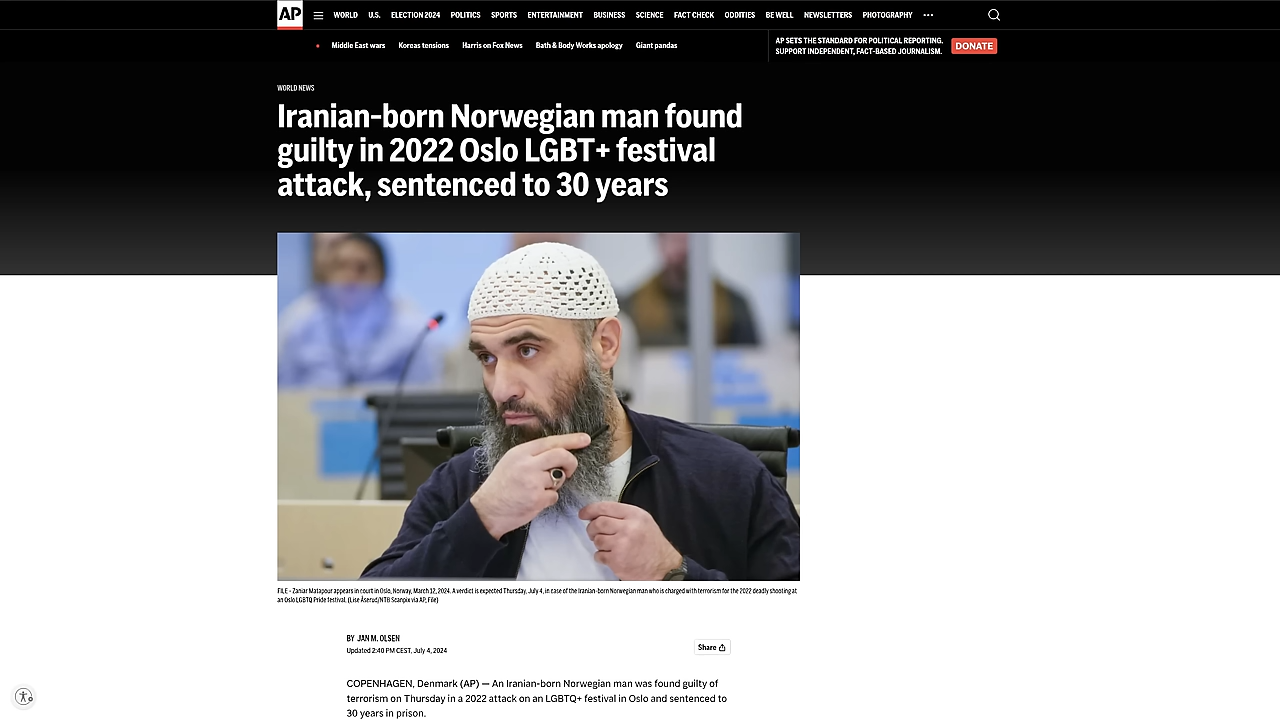 AP
WORLD U.S. ELECTION 2024 POLITICS SPORTS ENTERTAINMENT BUSINESS SCIENCE FACT CHECK ODDITIES BE WELL NEWSLETTERS PHOTOGRAPHY
Middle East wars Koreas tensions Harris on Fox News Bath & Body Works apology Giant pandas
AP SETS THE STANDARD FOR POLITICAL REPORTING.
SUPPORT INDEPENDENT, FACT-BASED JOURNALISM.
DONATE
WORLD NEWS
Iranian-born Norwegian man found
guilty in 2022 Oslo LGBT+ festival
attack, sentenced to 30 years
FILE - Zaniar Matapour appears in court in Oslo, Norway, March 12, 2024. A verdict is expected Thursday, July 4, in case of the Iranian-born Norwegian man who is charged with terrorism for the 2022 deadly shooting at
an Oslo LGBTQ Pride festival. (Lise Åserud/NTB Scanpix via AP, File)
BY JAN M. OLSEN
Updated 2:40 PM CEST, July 4, 2024
Share
COPENHAGEN, Denmark (AP) — An Iranian-born Norwegian man was found guilty of
terrorism on Thursday in a 2022 attack on an LGBTQ+ festival in Oslo and sentenced to
30 years in prison.